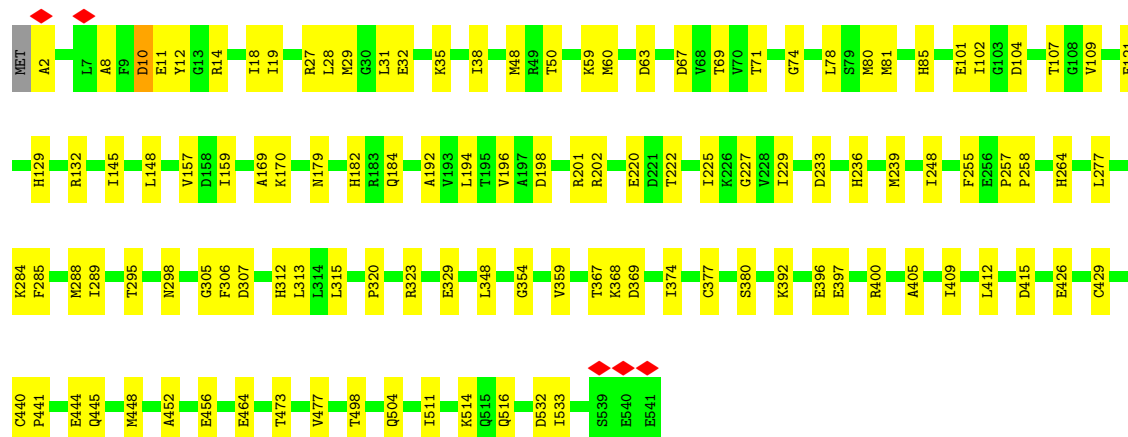 MET A2 L7 A8 F9 D10 E11 Y12 G13 R14 I18 I19 R27 L28 M29 G30 L31 E32 K35 I38 M48 R49 T50 K59 M60 D63 D67 V68 T69 V70 T71 G74 L78 S79 M80 M81 H85 E101 I102 G103 D104 T107 G108 V109
H129 R132 I145 L148 V157 D158 I159 A169 K170 N179 H182 R183 Q184 A192 V193 L194 T195 V196 A197 D198 R201 R202 E220 D221 T222 I225 K226 G227 V228 I229 D233 H236 M239 I248 F255 E256 P257 P258 H264 L277
K284 F285 M288 I289 T295 N298 G305 F306 D307 H312 L313 L314 L315 P320 R323 E329 L348 G354 V359 T367 K368 D369 I374 C377 S380 K392 E396 E397 R400 A405 I409 L412 D415 E426 C429
C440 P441 E444 Q445 M448 A452 E456 E464 T473 V477 T498 Q504 I511 K514 Q515 Q516 D532 I533 S539 E540 E541